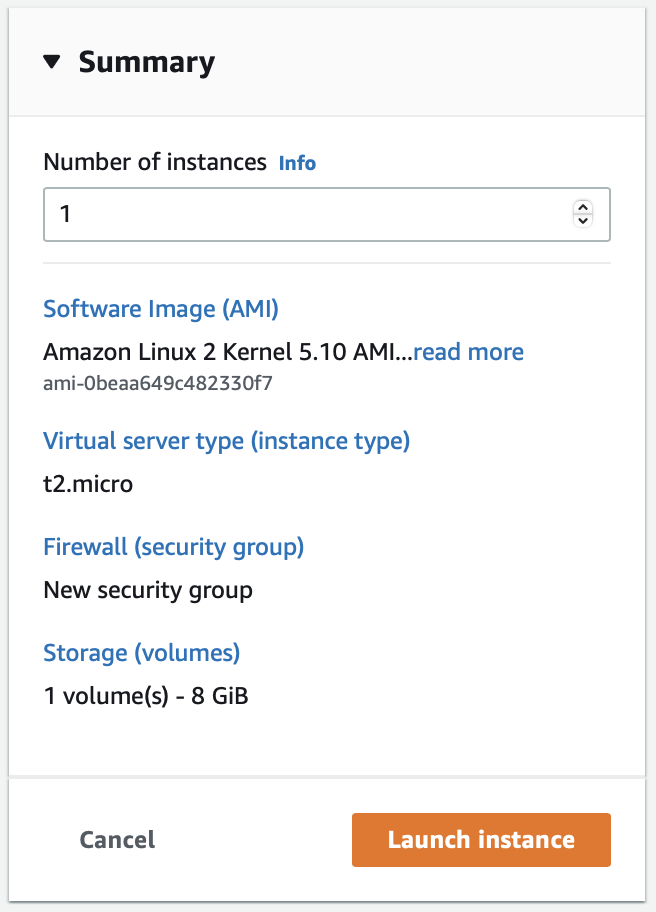 Summary
Number of instances Info
1
Software Image (AMI)
Amazon Linux 2 Kernel 5.10 AMI...read more
ami-0beaa649c482330f7
Virtual server type (instance type)
t2.micro
Firewall (security group)
New security group
Storage (volumes)
1 volume(s) - 8 GiB
Cancel Launch instance